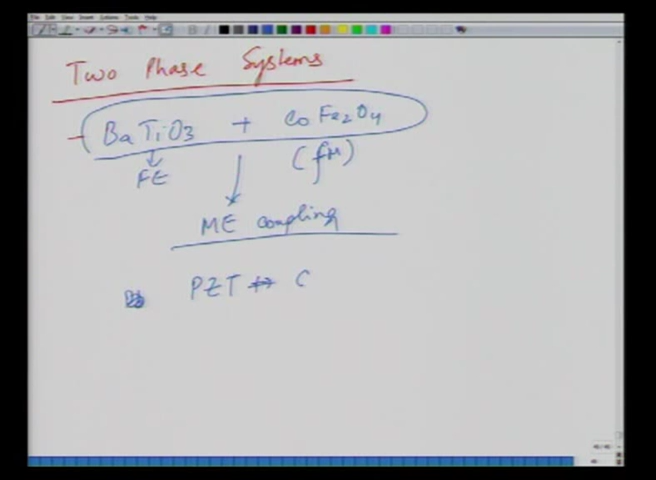 Two Phase Systems
- BaTiO3 + CoFe2O4
FE (fM)
ME coupling
PZT ↔ C